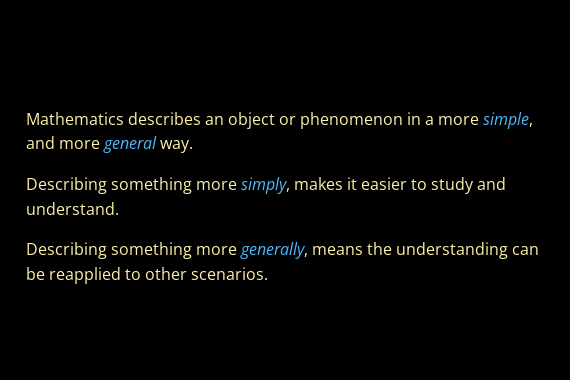 Mathematics describes an object or phenomenon in a more simple,
and more general way.
Describing something more simply, makes it easier to study and
understand.
Describing something more generally, means the understanding can
be reapplied to other scenarios.